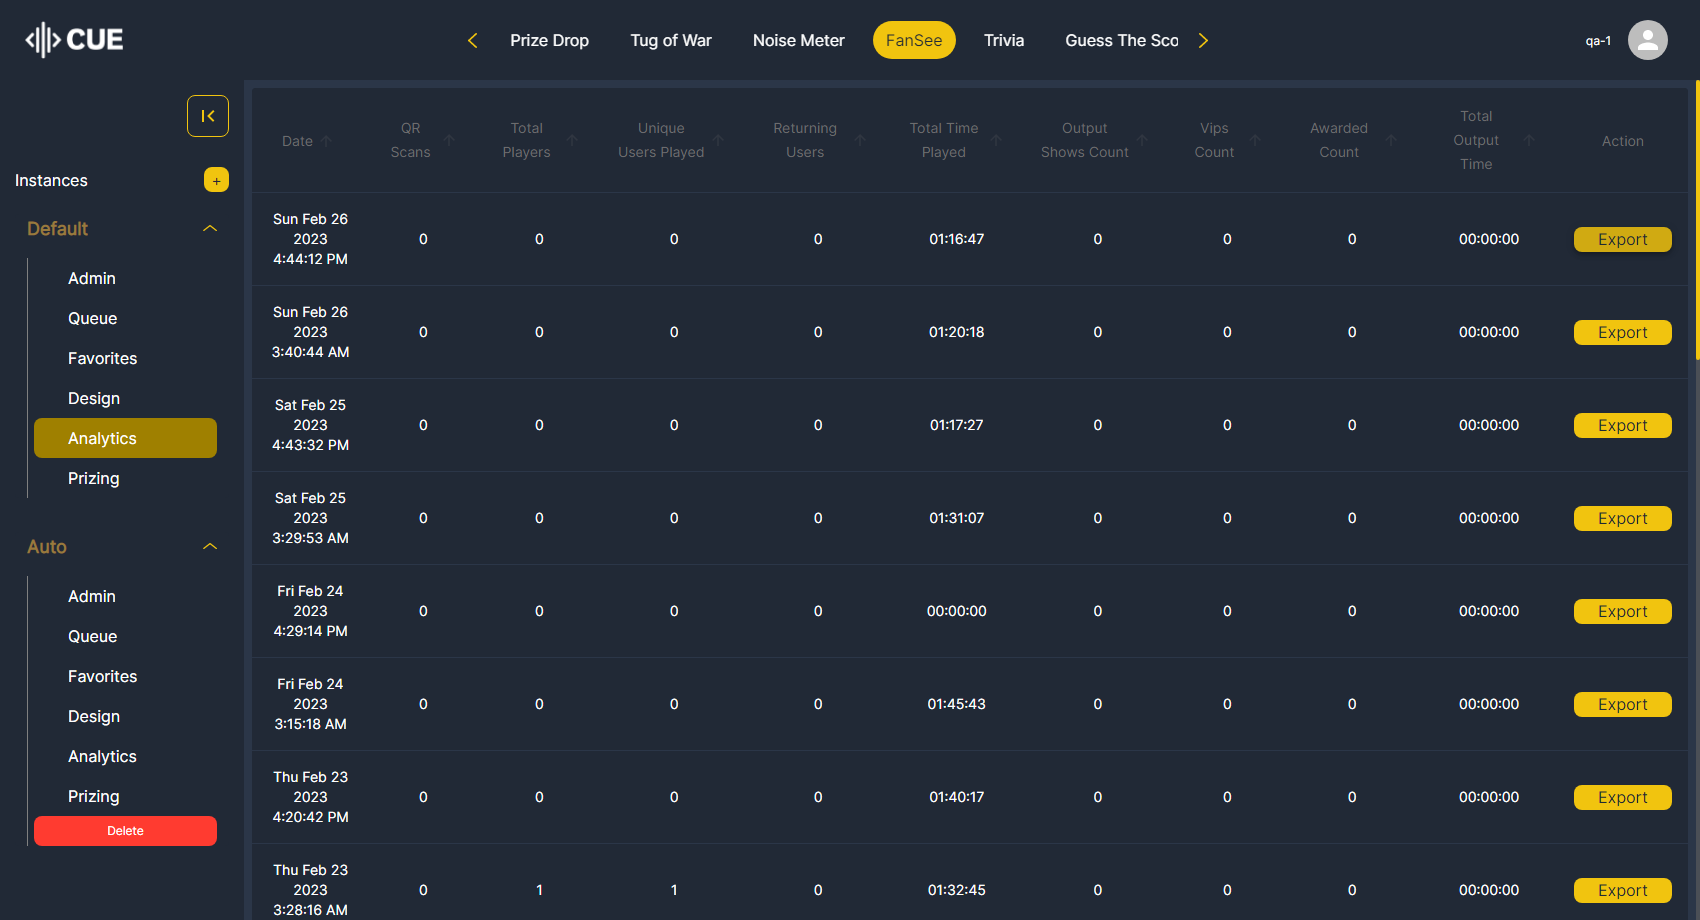 CUE
Prize Drop
Tug of War
Noise Meter
FanSee
Trivia
Guess The Sco
qa-1
Instances
+
Default
Admin
Queue
Favorites
Design
Analytics
Prizing
Auto
Admin
Queue
Favorites
Design
Analytics
Prizing
Delete
Date
QR
Scans
Total
Players
Unique
Users Played
Returning
Users
Total Time
Played
Output
Shows Count
Vips
Count
Awarded
Count
Total
Output
Time
Action
Sun Feb 26
2023
4:44:12 PM
0
0
0
0
01:16:47
0
0
0
00:00:00
Export
Sun Feb 26
2023
3:40:44 AM
0
0
0
0
01:20:18
0
0
0
00:00:00
Export
Sat Feb 25
2023
4:43:32 PM
0
0
0
0
01:17:27
0
0
0
00:00:00
Export
Sat Feb 25
2023
3:29:53 AM
0
0
0
0
01:31:07
0
0
0
00:00:00
Export
Fri Feb 24
2023
4:29:14 PM
0
0
0
0
00:00:00
0
0
0
00:00:00
Export
Fri Feb 24
2023
3:15:18 AM
0
0
0
0
01:45:43
0
0
0
00:00:00
Export
Thu Feb 23
2023
4:20:42 PM
0
0
0
0
01:40:17
0
0
0
00:00:00
Export
Thu Feb 23
2023
3:28:16 AM
0
1
1
0
01:32:45
0
0
0
00:00:00
Export